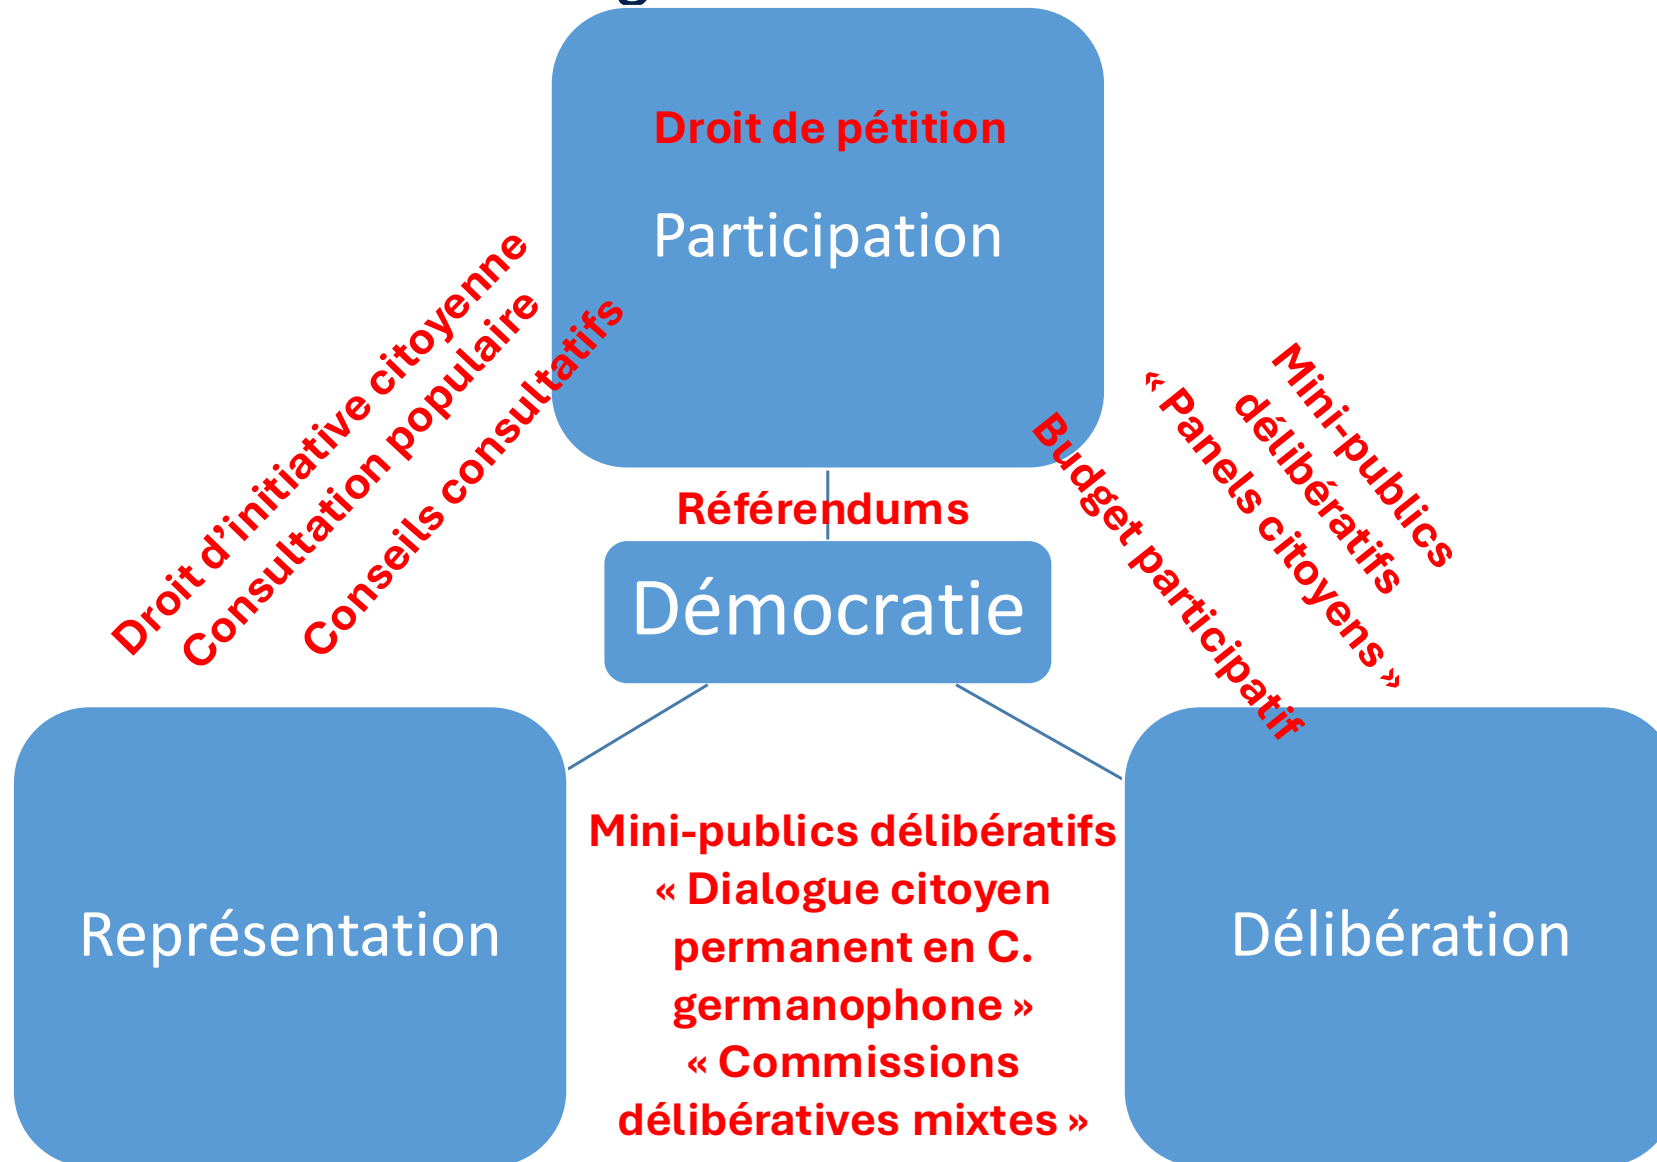 Droit de pétition
Participation
Droit d’initiative citoyenne
Consultation populaire
Conseils consultatifs
Mini-publics
délibératifs
« Panels citoyens »
Budget participatif
Référendums
Démocratie
Représentation
Mini-publics délibératifs
« Dialogue citoyen
permanent en C.
germanophone »
« Commissions
délibératives mixtes »
Délibération